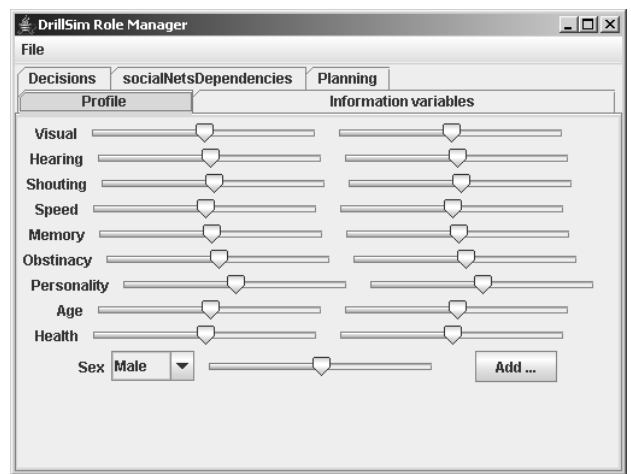 DrillSim Role Manager
File
Decisions socialNetsDependencies Planning
Profile Information variables
Visual
Hearing
Shouting
Speed
Memory
Obstinacy
Personality
Age
Health
Sex Male Add ...